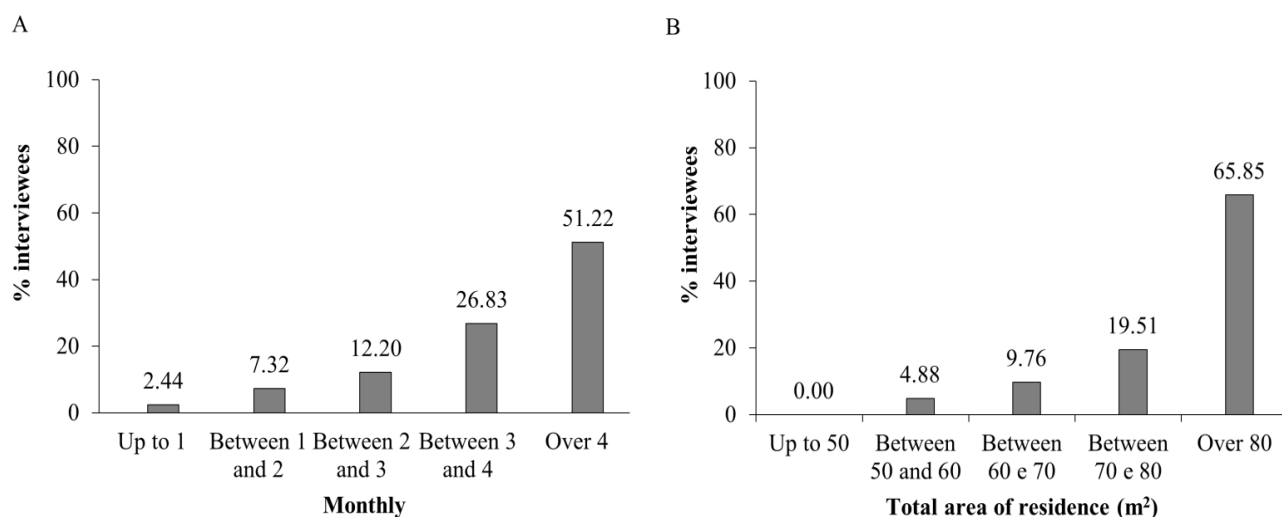 A
% interviewees
100
80
60
40
20
0
2.44
7.32
12.20
26.83
51.22
Up to 1
Between 1
and 2
Between 2
and 3
Between 3
and 4
Over 4
Monthly
B
% interviewees
100
80
60
40
20
0
0.00
4.88
9.76
19.51
65.85
Up to 50
Between
50 and 60
Between
60 e 70
Between
70 e 80
Over 80
Total area of residence (m²)